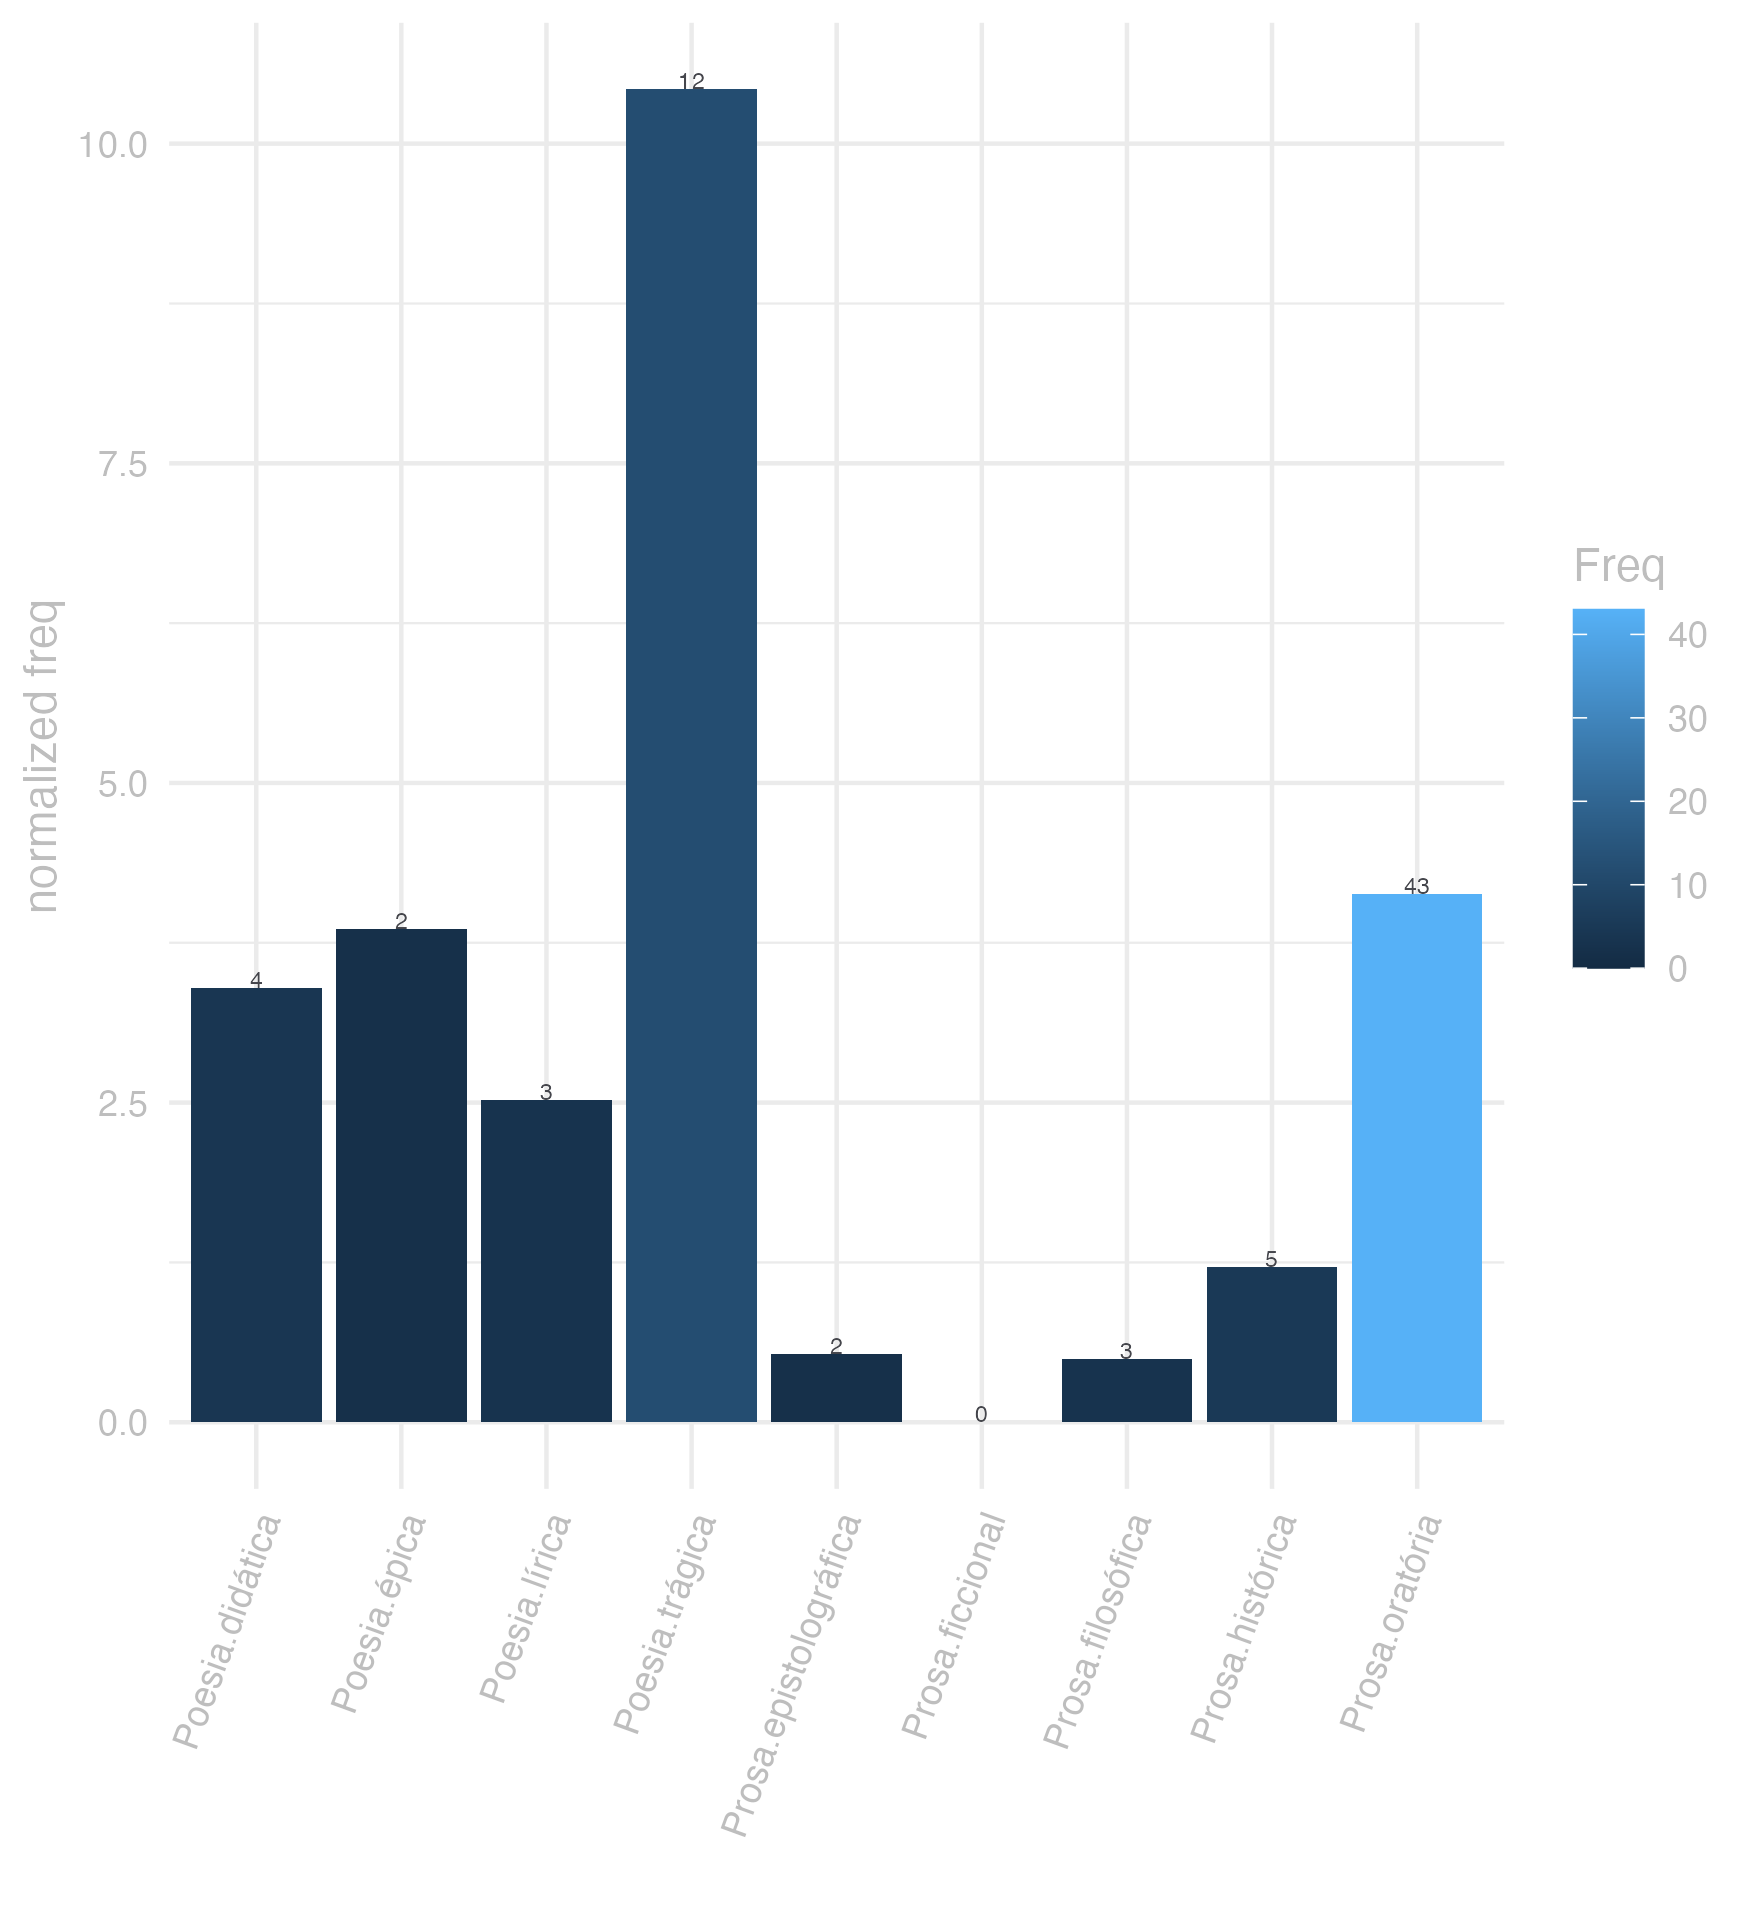 normalized freq
10.0
7.5
5.0
2.5
0.0
4
2
3
12
2
0
3
5
43
Poesia.didática
Poesia.épica
Poesia.lírica
Poesia.trágica
Prosa.epistolográfica
Prosa.ficcional
Prosa.filosófica
Prosa.histórica
Prosa.oratória
Freq
40
30
20
10
0